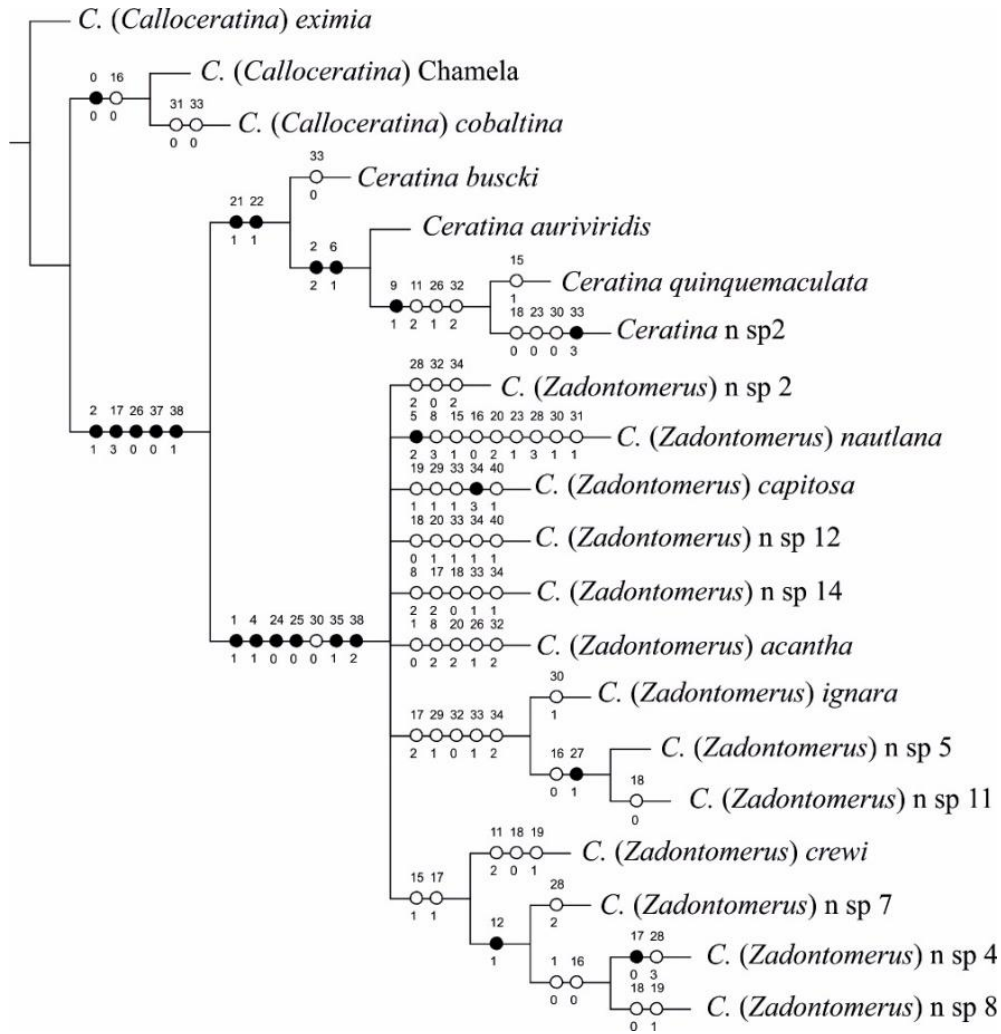 C. (Calloceratina) eximia
C. (Calloceratina) Chamela
0 16
0 0
31 33
C. (Calloceratina) cobaltina
0 0
33
Ceratina buscki
0
21 22
1 1
Ceratina auriviridis
2 6
2 1
15
Ceratina quinquemaculata
1
9 11 26 32
1 2 1 2
18 23 30 33
Ceratina n sp2
0 0 0 3
28 32 34
C. (Zadontomerus) n sp 2
2 0 2
5 8 15 16 20 23 28 30 31
2 17 26 37 38
C. (Zadontomerus) nautlana
1 3 0 0 1
2 3 1 0 2 1 3 1 1
19 29 33 34 40
C. (Zadontomerus) capitosa
1 1 1 3 1
18 20 33 34 40
C. (Zadontomerus) n sp 12
0 1 1 1 1
8 17 18 33 34
C. (Zadontomerus) n sp 14
2 2 0 1 1
1 4 24 25 30 35 38
1 8 20 26 32
C. (Zadontomerus) acantha
1 1 0 0 0 1 2
0 2 2 1 2
30
C. (Zadontomerus) ignara
1
17 29 32 33 34
2 1 0 1 2
16 27
C. (Zadontomerus) n sp 5
0 1
18
C. (Zadontomerus) n sp 11
0
11 18 19
C. (Zadontomerus) crewi
2 0 1
15 17
1 1
28
C. (Zadontomerus) n sp 7
2
12
1
17 28
C. (Zadontomerus) n sp 4
0 3
1 16
0 0
18 19
C. (Zadontomerus) n sp 8
0 1